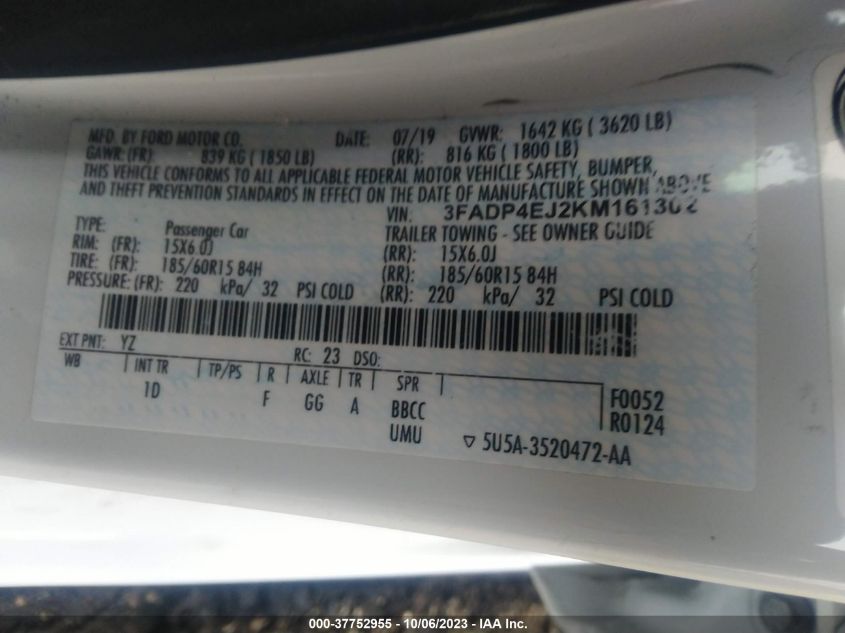 MFD. BY FORD MOTOR CO. DATE: 07/19 GVWR: 1642 KG ( 3620 LB)
GAWR: (FR): 839 KG ( 1850 LB) (RR): 816 KG ( 1800 LB)
THIS VEHICLE CONFORMS TO ALL APPLICABLE FEDERAL MOTOR VEHICLE SAFETY, BUMPER,
AND THEFT PREVENTION STANDARDS IN EFFECT ON THE DATE OF MANUFACTURE SHOWN ABOVE
VIN: 3FADP4EJ2KM161302
TYPE: Passenger Car TRAILER TOWING - SEE OWNER GUIDE
RIM: (FR): 15X6.0J (RR): 15X6.0J
TIRE: (FR): 185/60R15 84H (RR): 185/60R15 84H
PRESSURE: (FR): 220 kPa/ 32 PSI COLD (RR): 220 kPa/ 32 PSI COLD
EXT PNT: YZ RC: 23 DSO:
WB INT TR TP/PS R AXLE TR SPR
1D F GG A BBCC F0052
UMU R0124
▽ 5U5A-3520472-AA
000-37752955 - 10/06/2023 - IAA Inc.